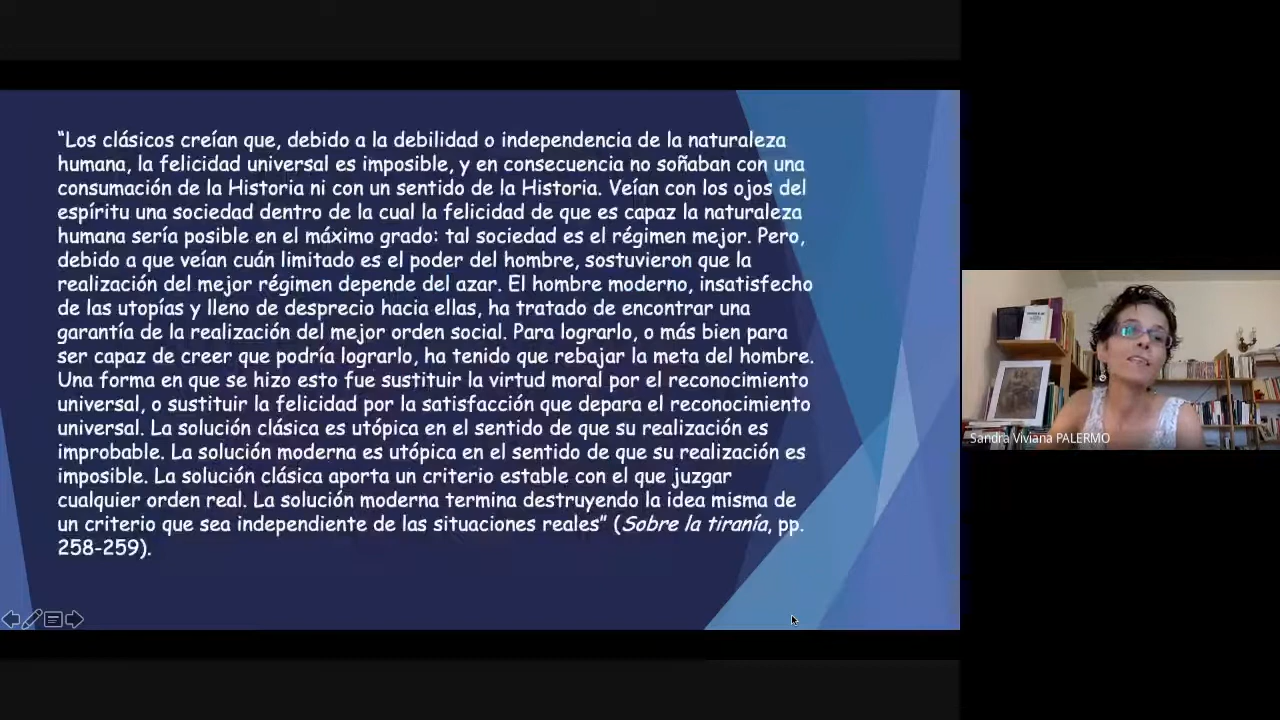 “Los clásicos creían que, debido a la debilidad o independencia de la naturaleza
humana, la felicidad universal es imposible, y en consecuencia no soñaban con una
consumación de la Historia ni con un sentido de la Historia. Veían con los ojos del
espíritu una sociedad dentro de la cual la felicidad de que es capaz la naturaleza
humana sería posible en el máximo grado: tal sociedad es el régimen mejor. Pero,
debido a que veían cuán limitado es el poder del hombre, sostuvieron que la
realización del mejor régimen depende del azar. El hombre moderno, insatisfecho
de las utopías y lleno de desprecio hacia ellas, ha tratado de encontrar una
garantía de la realización del mejor orden social. Para lograrlo, o más bien para
ser capaz de creer que podría lograrlo, ha tenido que rebajar la meta del hombre.
Una forma en que se hizo esto fue sustituir la virtud moral por el reconocimiento
universal, o sustituir la felicidad por la satisfacción que depara el reconocimiento
universal. La solución clásica es utópica en el sentido de que su realización es
improbable. La solución moderna es utópica en el sentido de que su realización es
imposible. La solución clásica aporta un criterio estable con el que juzgar
cualquier orden real. La solución moderna termina destruyendo la idea misma de
un criterio que sea independiente de las situaciones reales” (Sobre la tiranía, pp.
258-259).
Sandra Viviana PALERMO